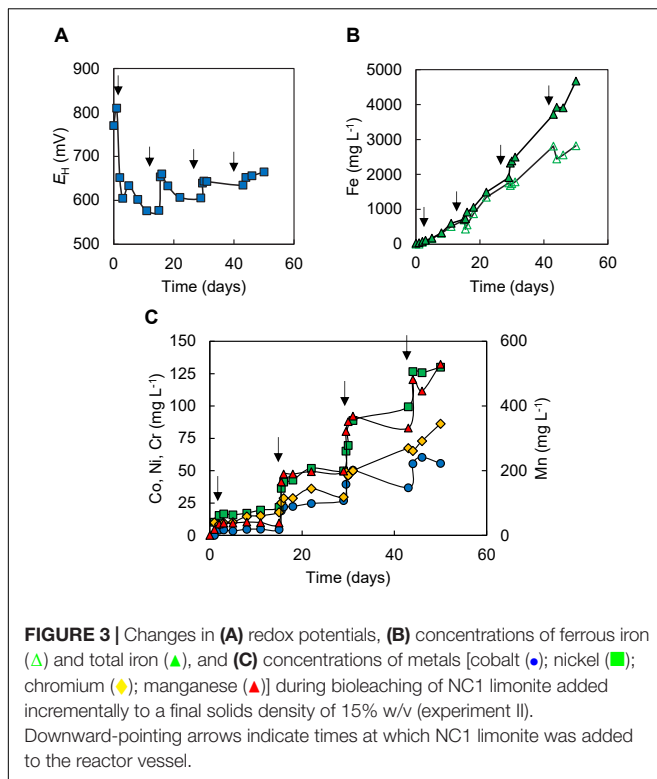 A
E_H (mV)
900
800
700
600
500
0 20 40 60
Time (days)
B
Fe (mg L⁻¹)
5000
4000
3000
2000
1000
0
0 20 40 60
Time (days)
C
Co, Ni, Cr (mg L⁻¹)
150
125
100
75
50
25
0
600
400
200
0
Mn (mg L⁻¹)
0 20 40 60
Time (days)
FIGURE 3 | Changes in (A) redox potentials, (B) concentrations of ferrous iron
(△) and total iron (▲), and (C) concentrations of metals [cobalt (●); nickel (■);
chromium (◆); manganese (▲)] during bioleaching of NC1 limonite added
incrementally to a final solids density of 15% w/v (experiment II).
Downward-pointing arrows indicate times at which NC1 limonite was added
to the reactor vessel.